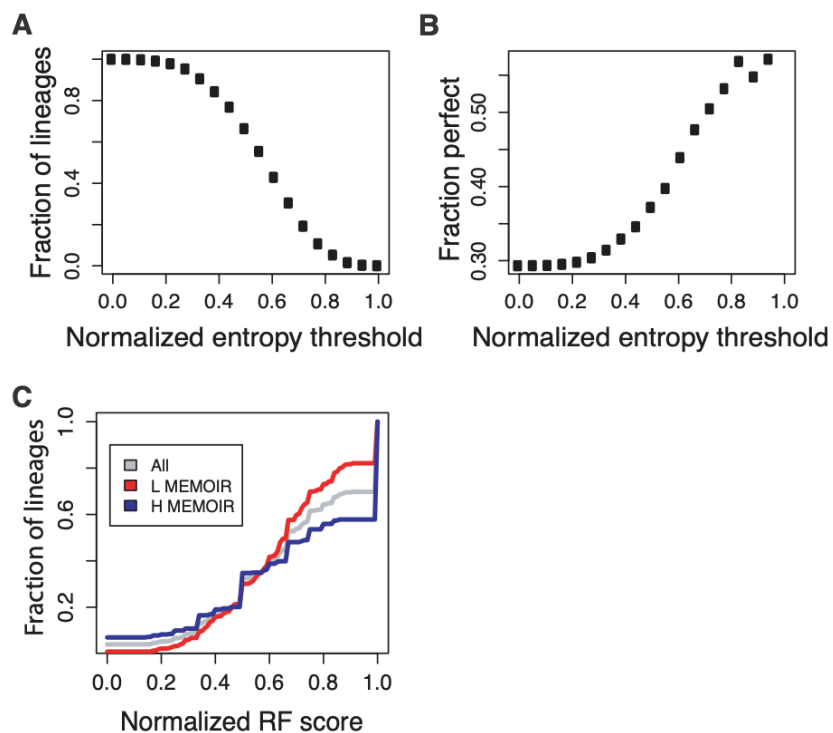 A
Fraction of lineages
0.0 0.4 0.8
0.0 0.2 0.4 0.6 0.8 1.0
Normalized entropy threshold
B
Fraction perfect
0.30 0.40 0.50
0.0 0.2 0.4 0.6 0.8 1.0
Normalized entropy threshold
C
Fraction of lineages
0.2 0.6 1.0
All
L MEMOIR
H MEMOIR
0.0 0.2 0.4 0.6 0.8 1.0
Normalized RF score